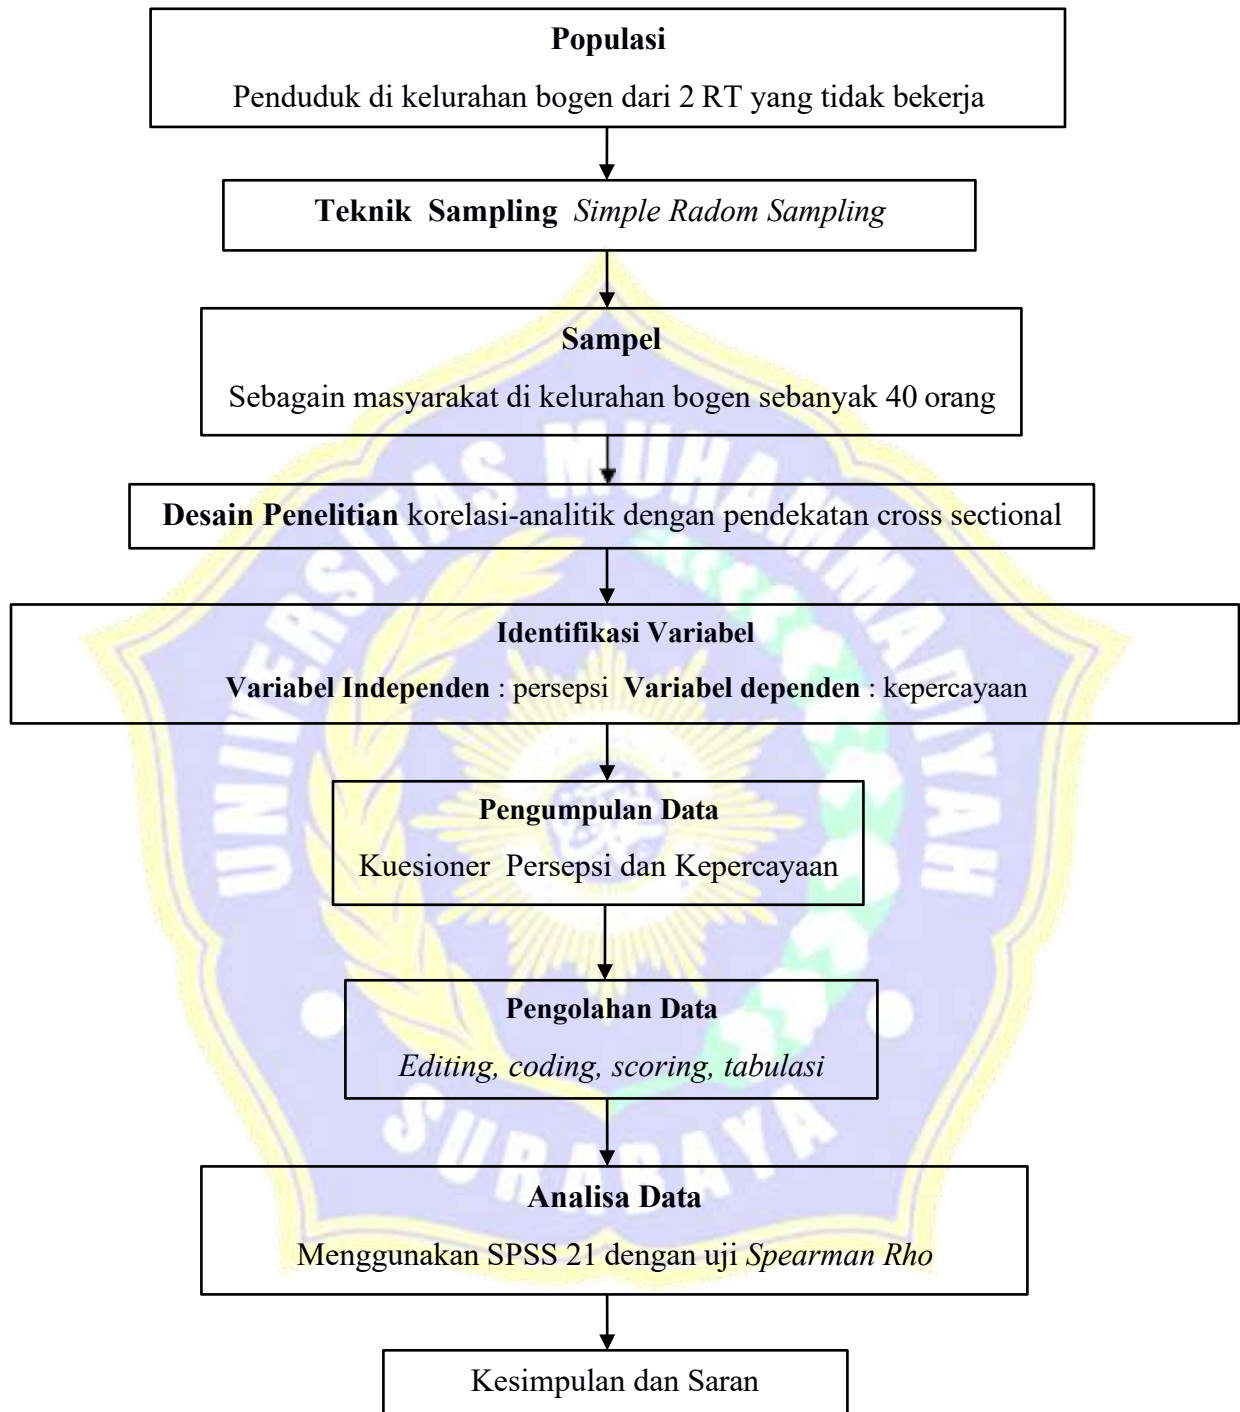 Populasi
Penduduk di kelurahan bogen dari 2 RT yang tidak bekerja
Teknik Sampling Simple Radom Sampling
Sampel
Sebagain masyarakat di kelurahan bogen sebanyak 40 orang
Desain Penelitian korelasi-analitik dengan pendekatan cross sectional
Identifikasi Variabel
Variabel Independen : persepsi Variabel dependen : kepercayaan
Pengumpulan Data
Kuesioner Persepsi dan Kepercayaan
Pengolahan Data
Editing, coding, scoring, tabulasi
Analisa Data
Menggunakan SPSS 21 dengan uji Spearman Rho
Kesimpulan dan Saran
UNIVERSITAS MUHAMMADIYAH
SURABAYA